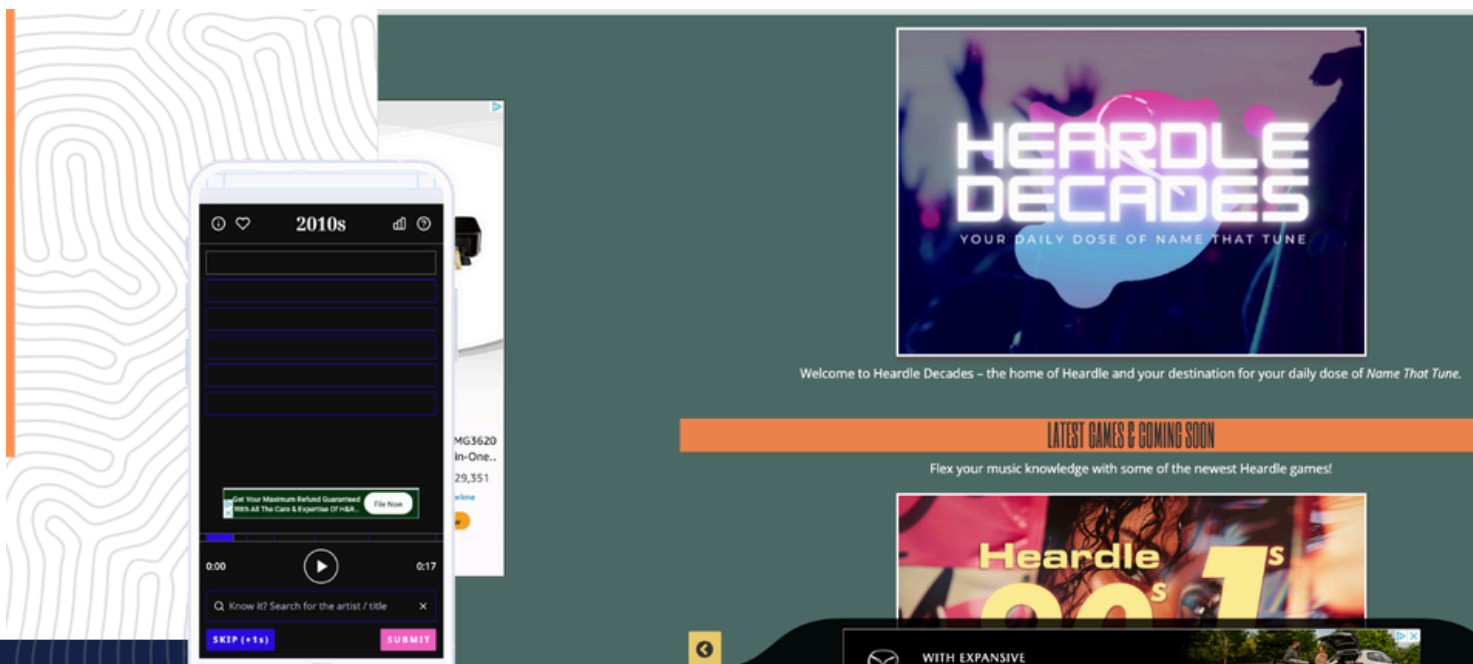 2010s
MG3620
in-One..
29,351
Get Your Maximum Refund Guaranteed
With All The Care & Expertise Of H&R...
File Now
0:00
0:17
Know it? Search for the artist / title
SKIP (+1s)
SUBMIT
HEARDLE
DECADES
YOUR DAILY DOSE OF NAME THAT TUNE
Welcome to Heardle Decades – the home of Heardle and your destination for your daily dose of Name That Tune.
LATEST GAMES & COMING SOON
Flex your music knowledge with some of the newest Heardle games!
Heardle
1s
WITH EXPANSIVE